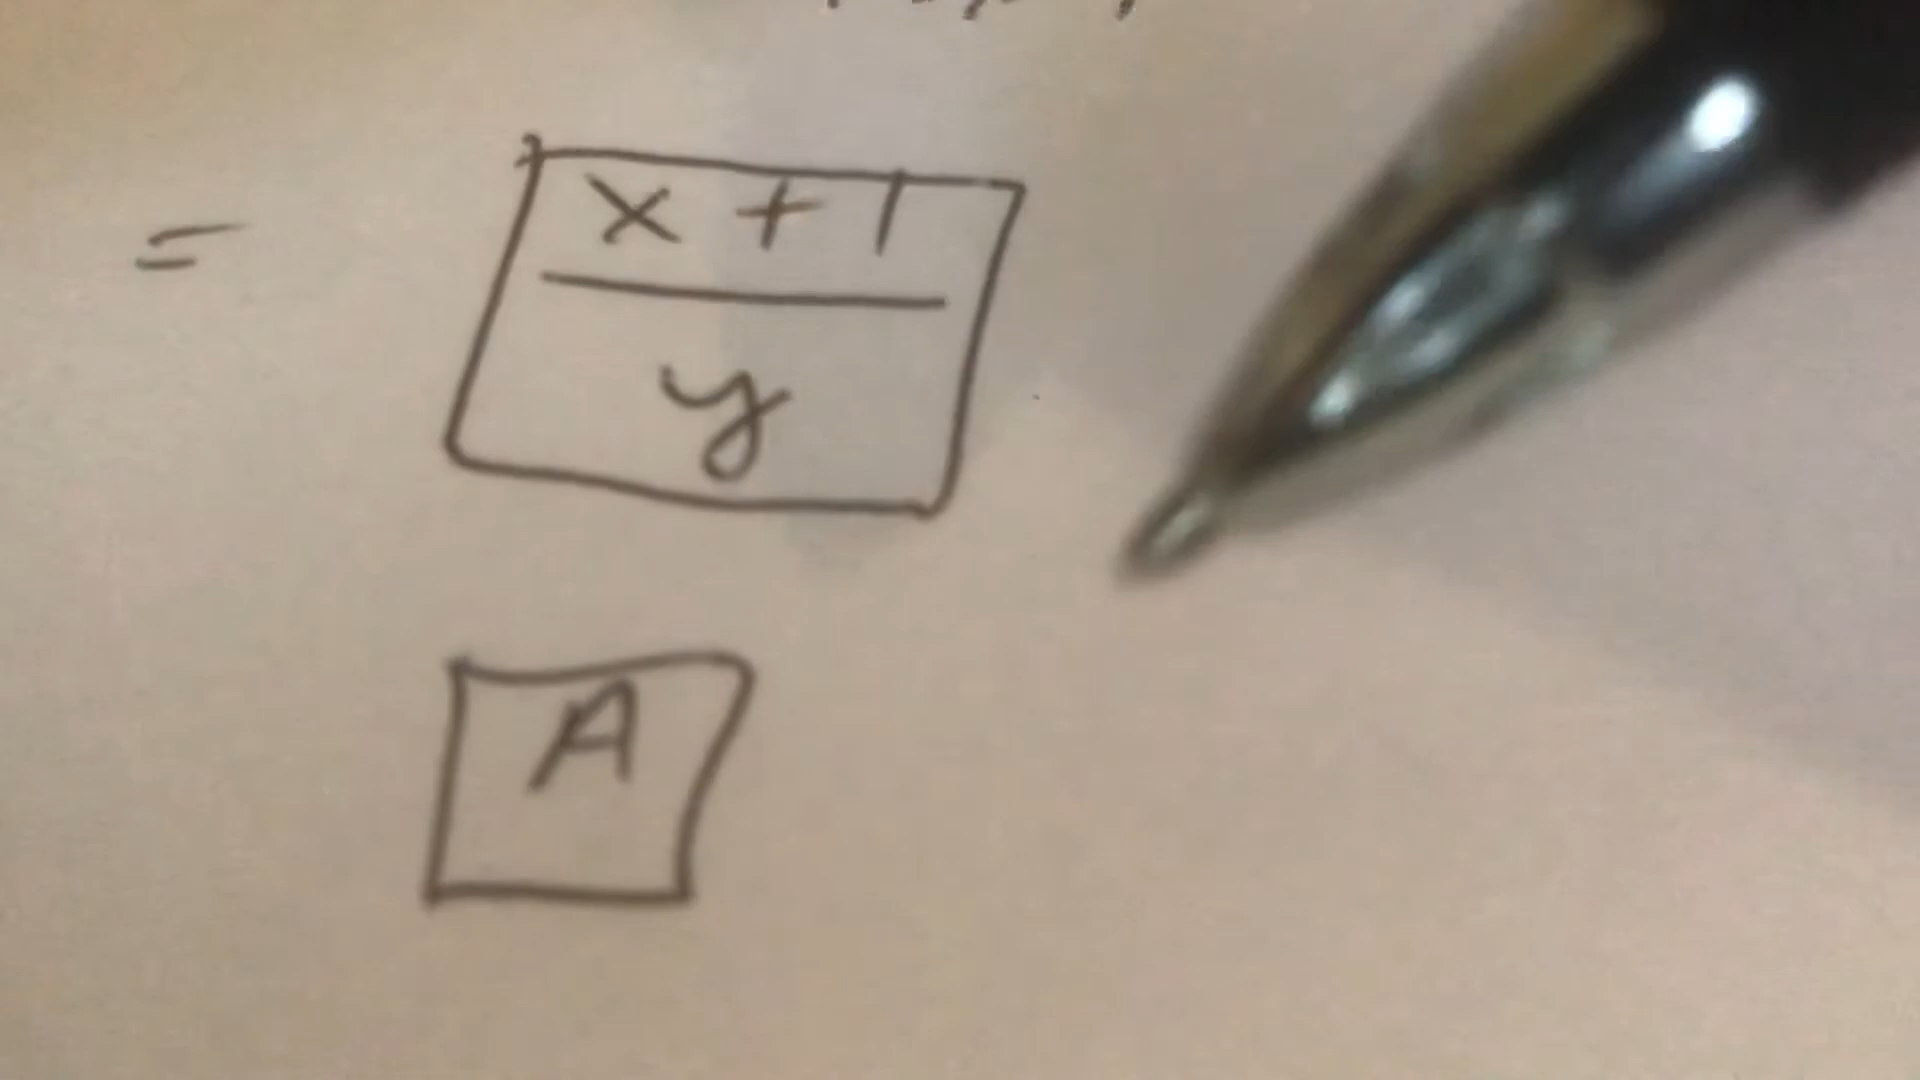 = x + 1
y
A